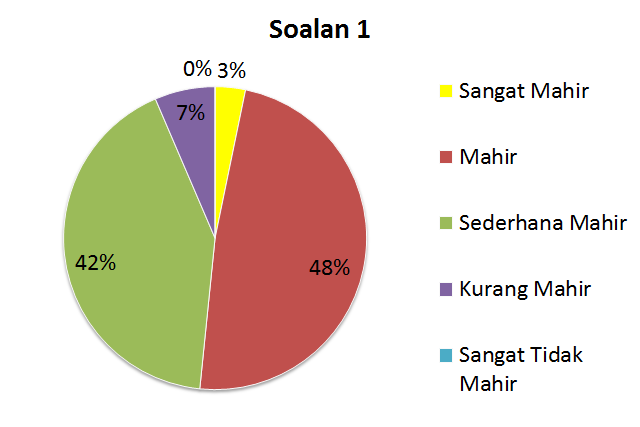 Soalan 1
0% 3%
7%
42%
48%
Sangat Mahir
Mahir
Sederhana Mahir
Kurang Mahir
Sangat Tidak
Mahir